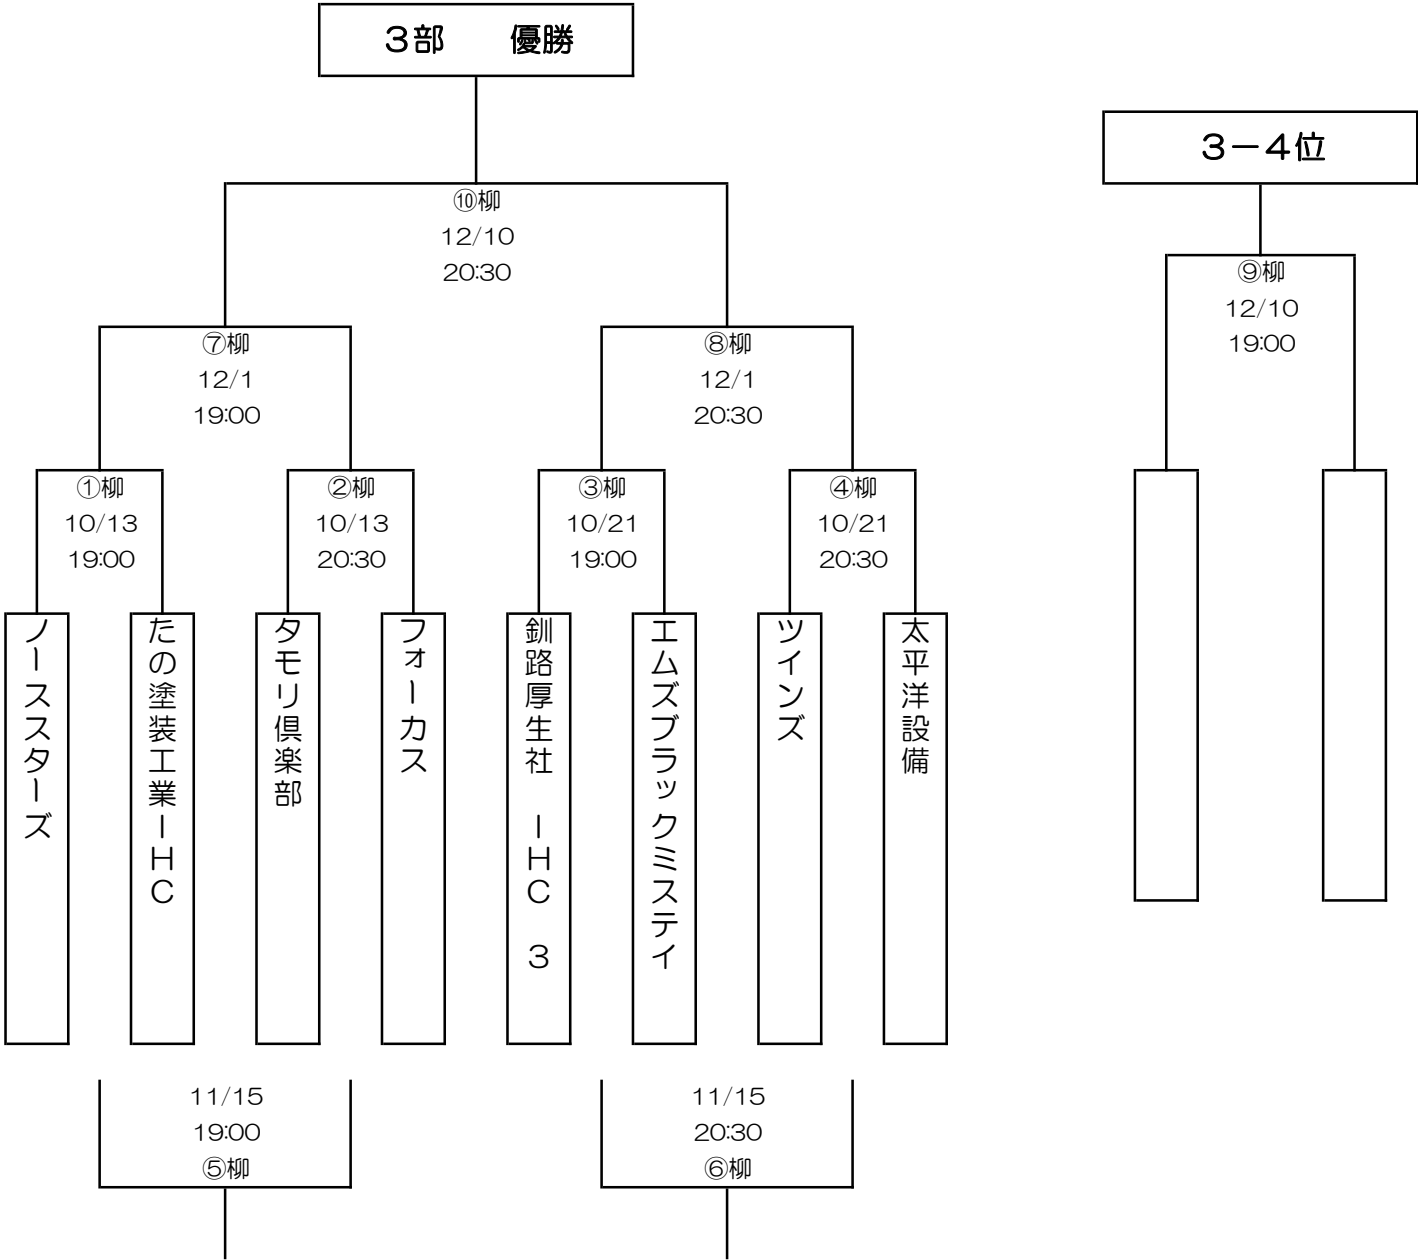 3部　　優勝
3－4位
⑩柳
12/10
20:30
⑨柳
12/10
19:00
⑦柳
12/1
19:00
⑧柳
12/1
20:30
①柳
10/13
19:00
②柳
10/13
20:30
③柳
10/21
19:00
④柳
10/21
20:30
ノーススターズ
たの塗装工業ーHC
タモリ倶楽部
フォーカス
釧路厚生社　ーHC　3
エムズブラックミステイ
ツインズ
太平洋設備
11/15
19:00
⑤柳
11/15
20:30
⑥柳